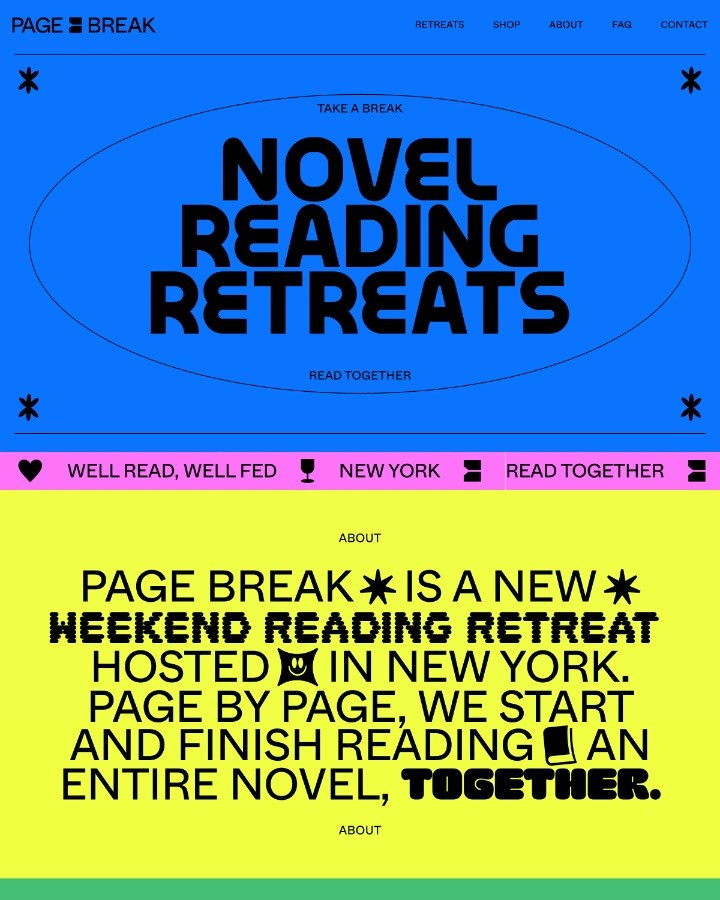 PAGE BREAK
RETREATS SHOP ABOUT FAQ CONTACT
TAKE A BREAK
NOVEL
READING
RETREATS
READ TOGETHER
WELL READ, WELL FED NEW YORK READ TOGETHER
ABOUT
PAGE BREAK IS A NEW
WEEKEND READING RETREAT
HOSTED IN NEW YORK.
PAGE BY PAGE, WE START
AND FINISH READING AN
ENTIRE NOVEL, TOGETHER.
ABOUT